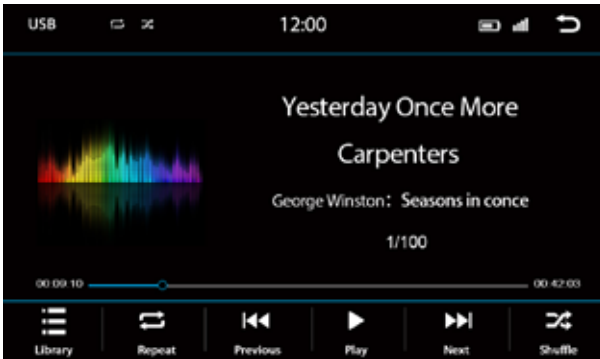 USB 12:00
Yesterday Once More
Carpenters
George Winston: Seasons in conce
1/100
00:09:10 00:42:03
Library Repeat Previous Play Next Shuffle